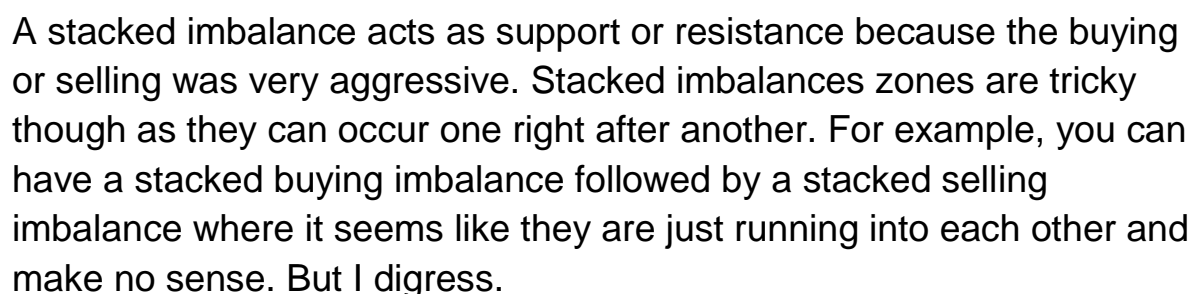 A stacked imbalance acts as support or resistance because the buying
or selling was very aggressive. Stacked imbalances zones are tricky
though as they can occur one right after another. For example, you can
have a stacked buying imbalance followed by a stacked selling
imbalance where it seems like they are just running into each other and
make no sense. But I digress.